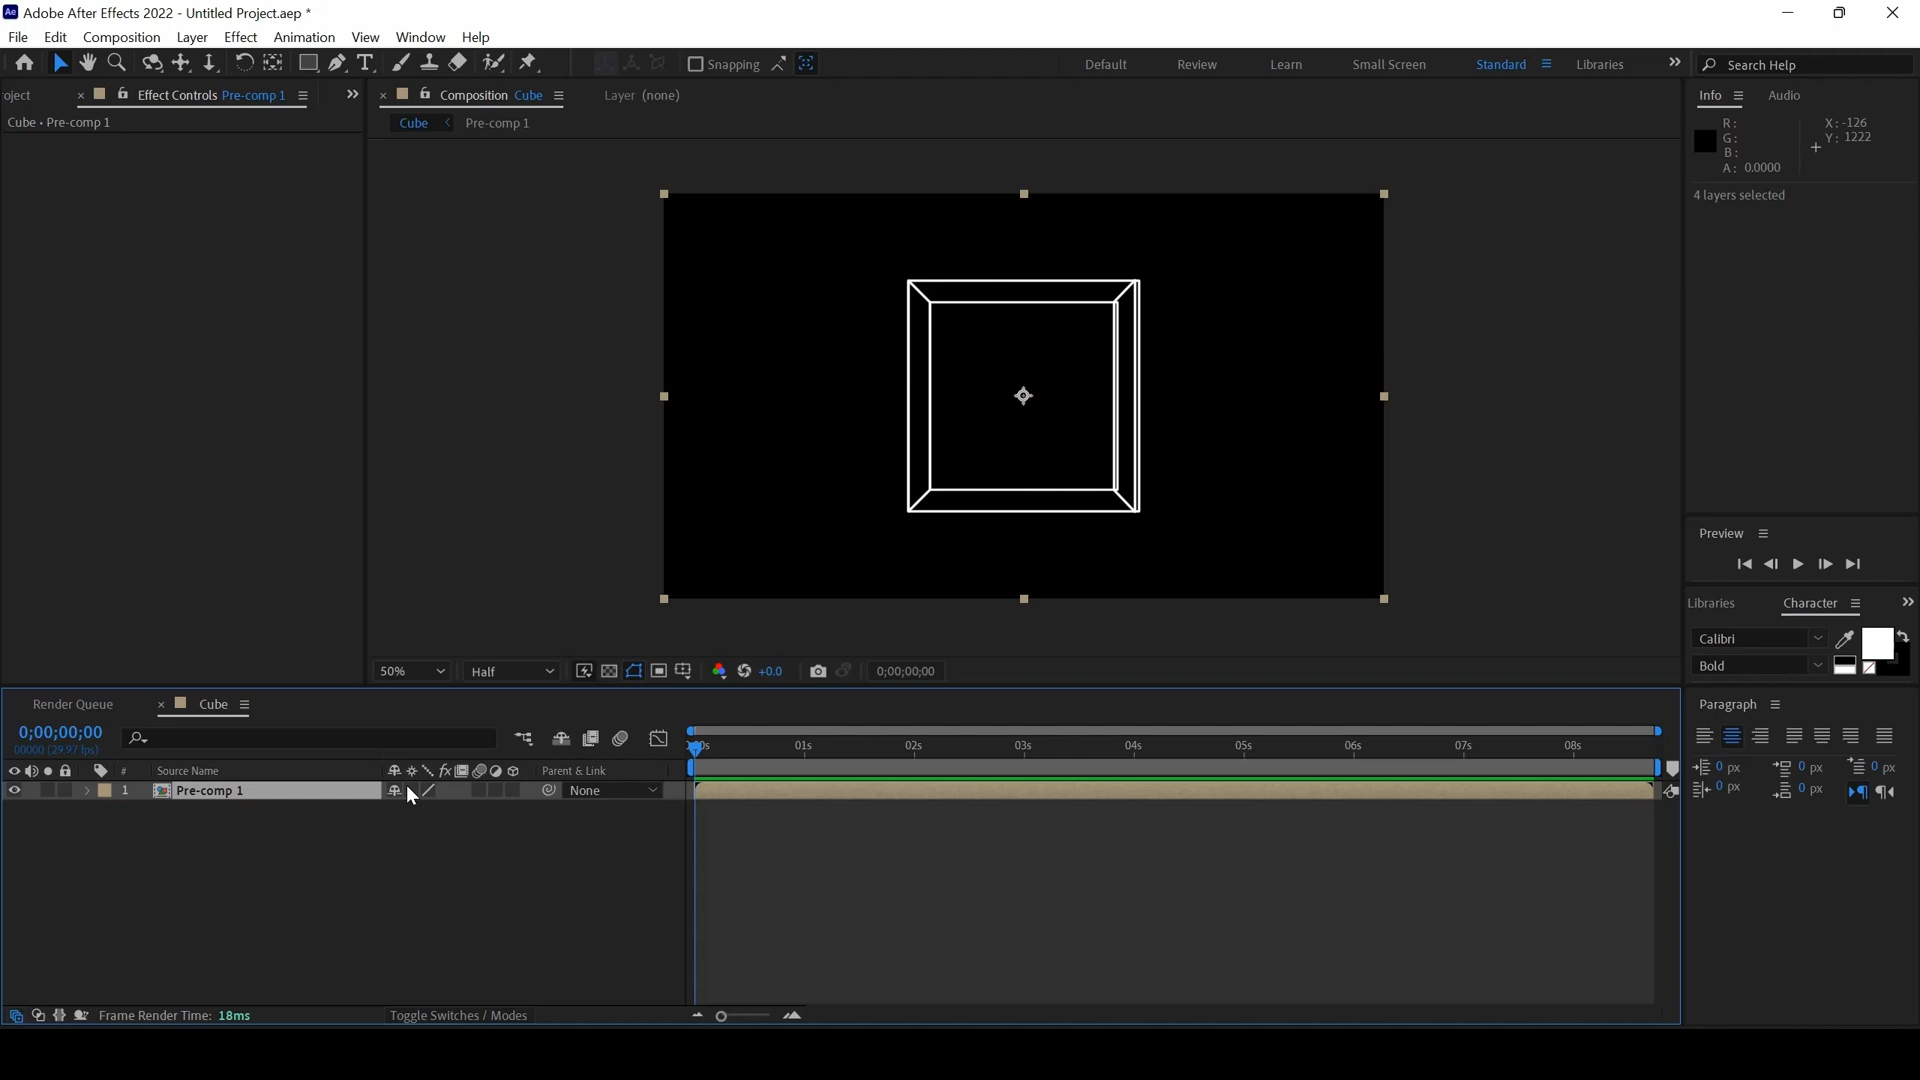 Ae Adobe After Effects 2022 - Untitled Project.aep *
File Edit Composition Layer Effect Animation View Window Help
Snapping Default Review Learn Small Screen Standard Libraries Search Help
oject Effect Controls Pre-comp 1 Composition Cube Layer (none) Info Audio
Cube • Pre-comp 1
Cube Pre-comp 1
R:
G:
B:
A: 0.0000
X: -126
Y: 1222
4 layers selected
Preview
Libraries Character
Calibri
Bold
50% Half +0.0 0;00;00;00
Render Queue Cube
Paragraph
0;00;00;00
00000 (29.97 fps)
00s 01s 02s 03s 04s 05s 06s 07s 08s
# Source Name fx Parent & Link
1 Pre-comp 1 None
0 px 0 px 0 px
0 px 0 px
Frame Render Time: 18ms Toggle Switches / Modes